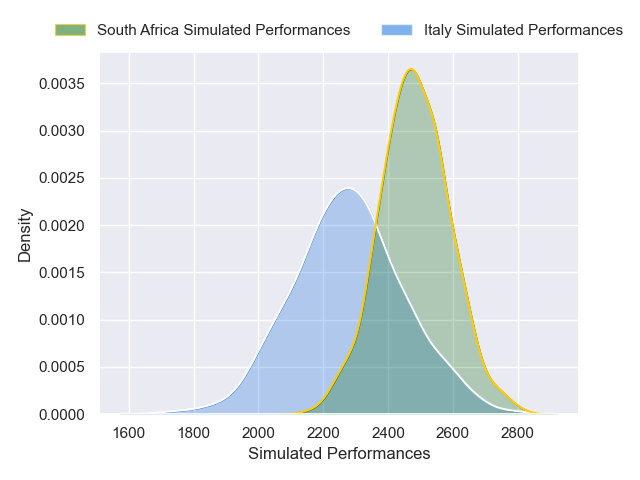 South Africa Simulated Performances
Italy Simulated Performances
0.0035
0.0030
0.0025
0.0020
0.0015
0.0010
0.0005
0.0000
Density
1600 1800 2000 2200 2400 2600 2800
Simulated Performances